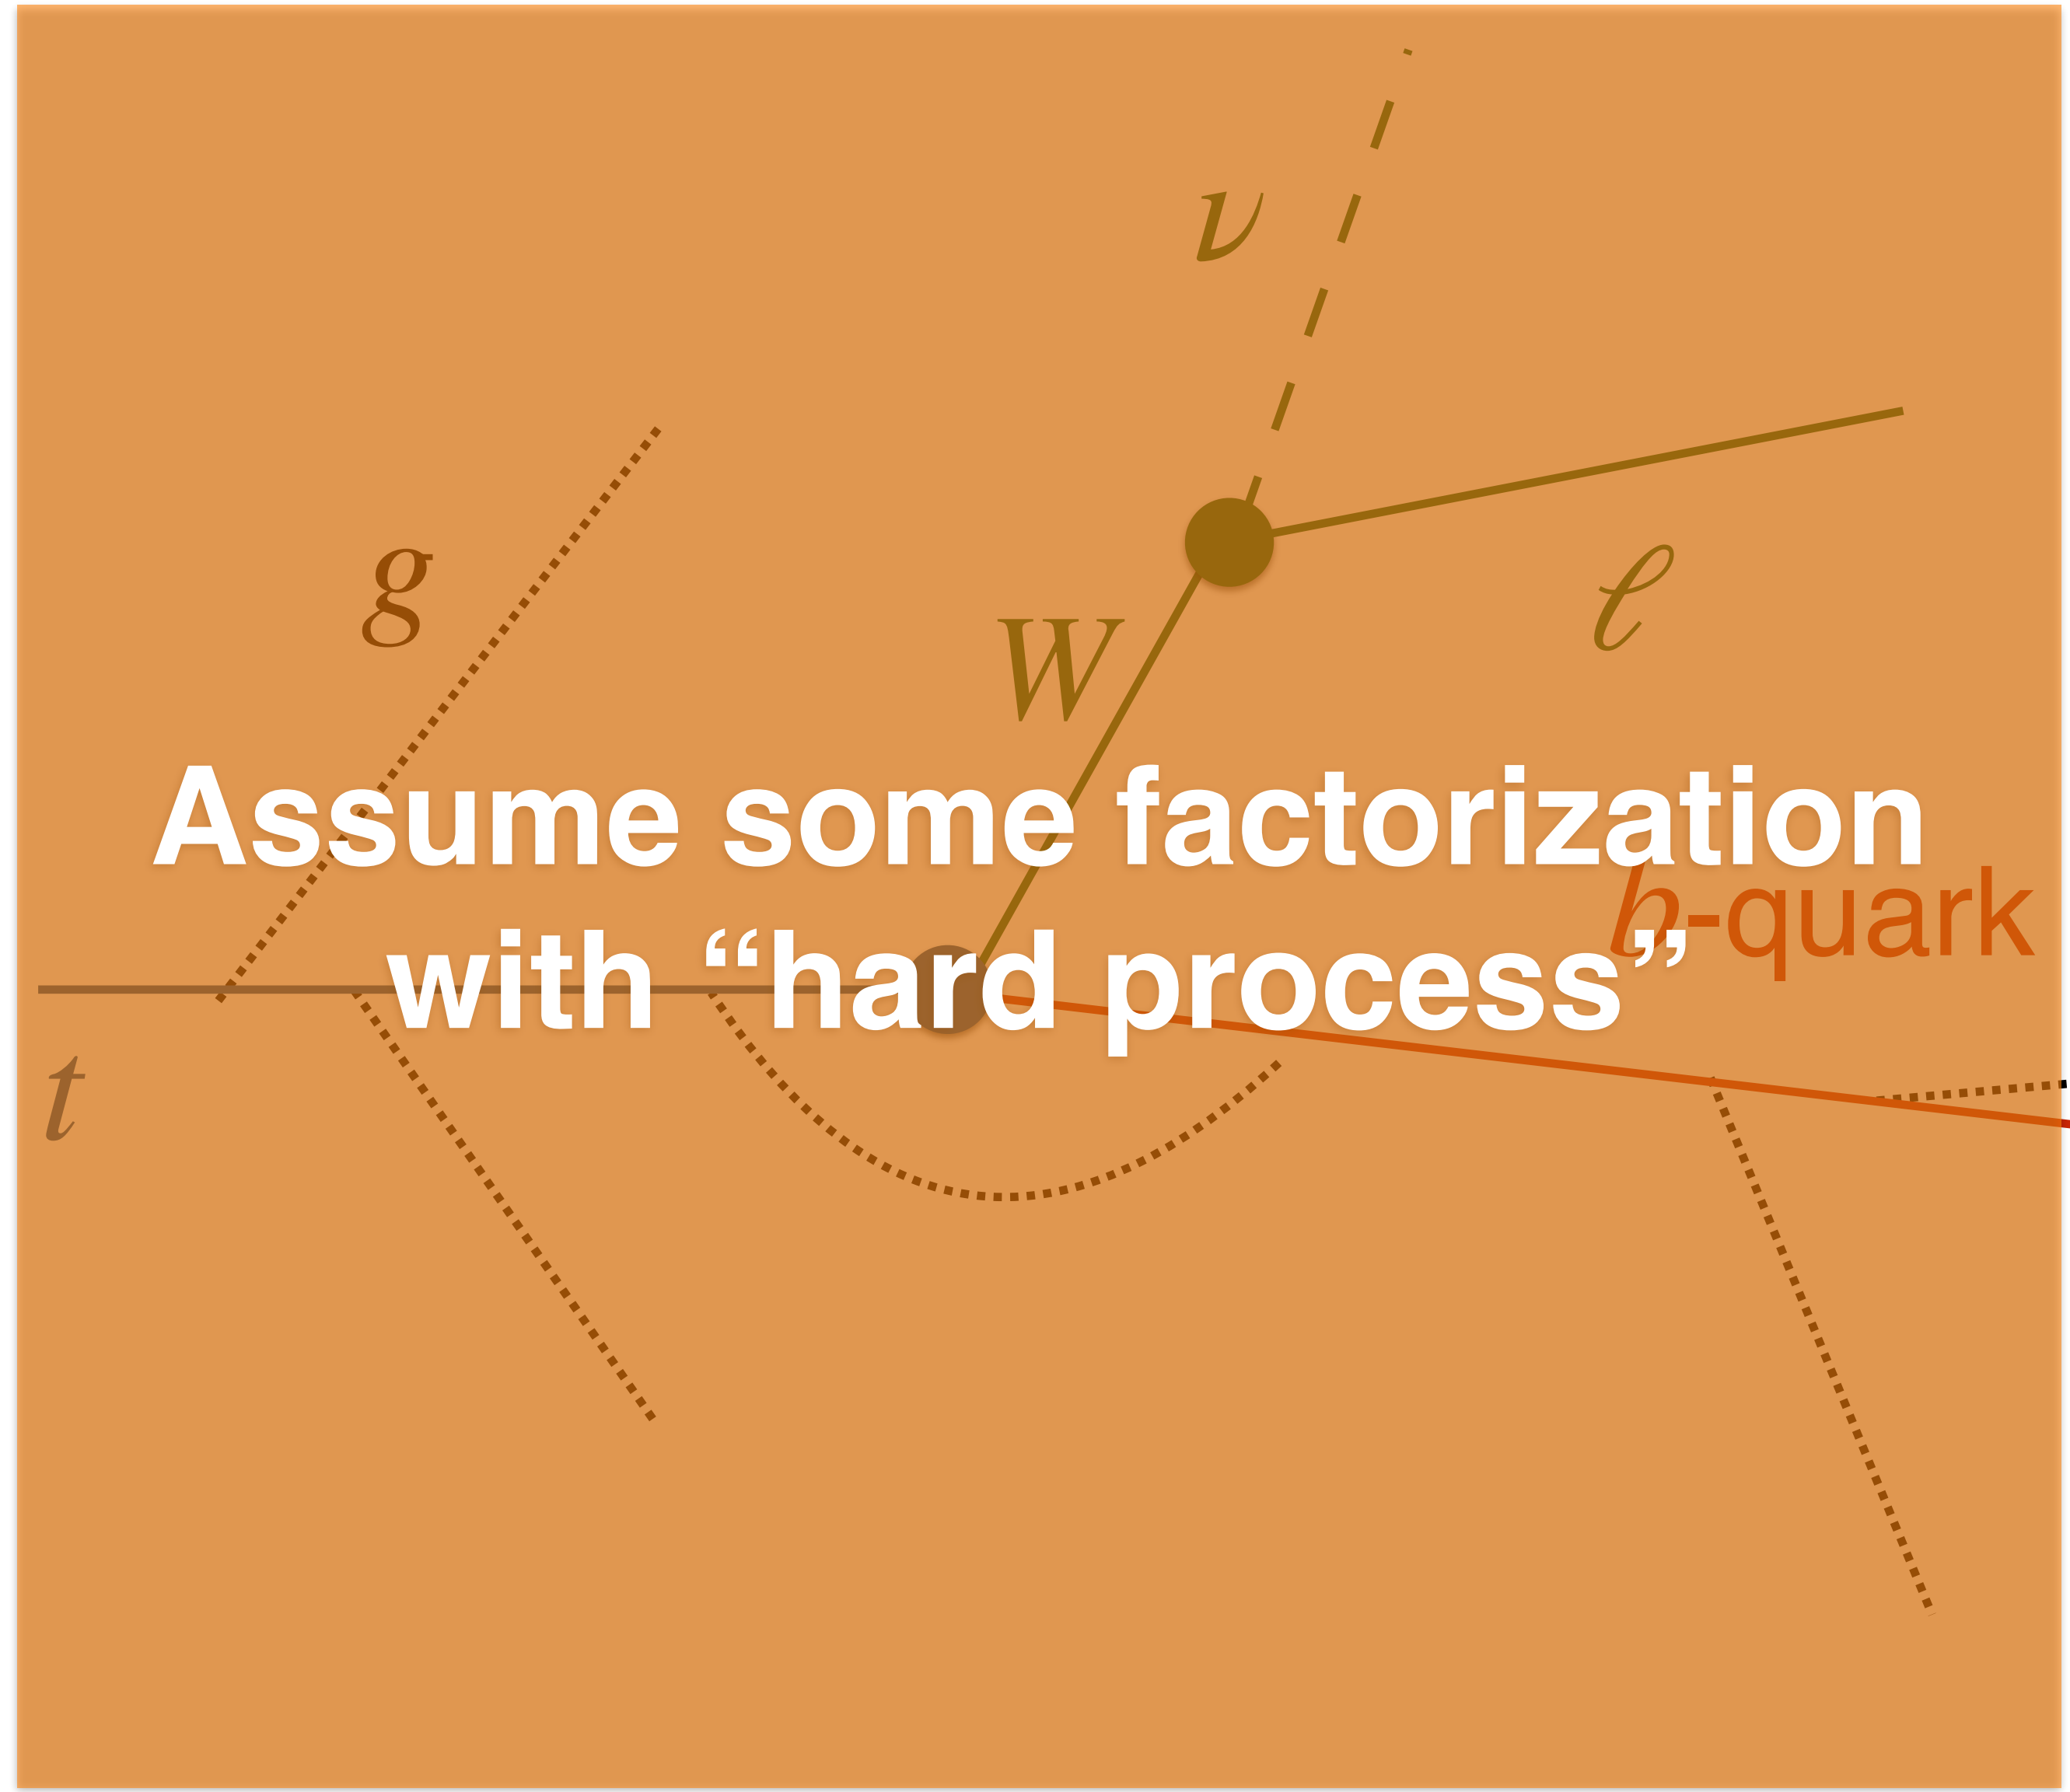 ν
g
ℓ
W
Assume some factorization
b-quark
with “hard process”
t